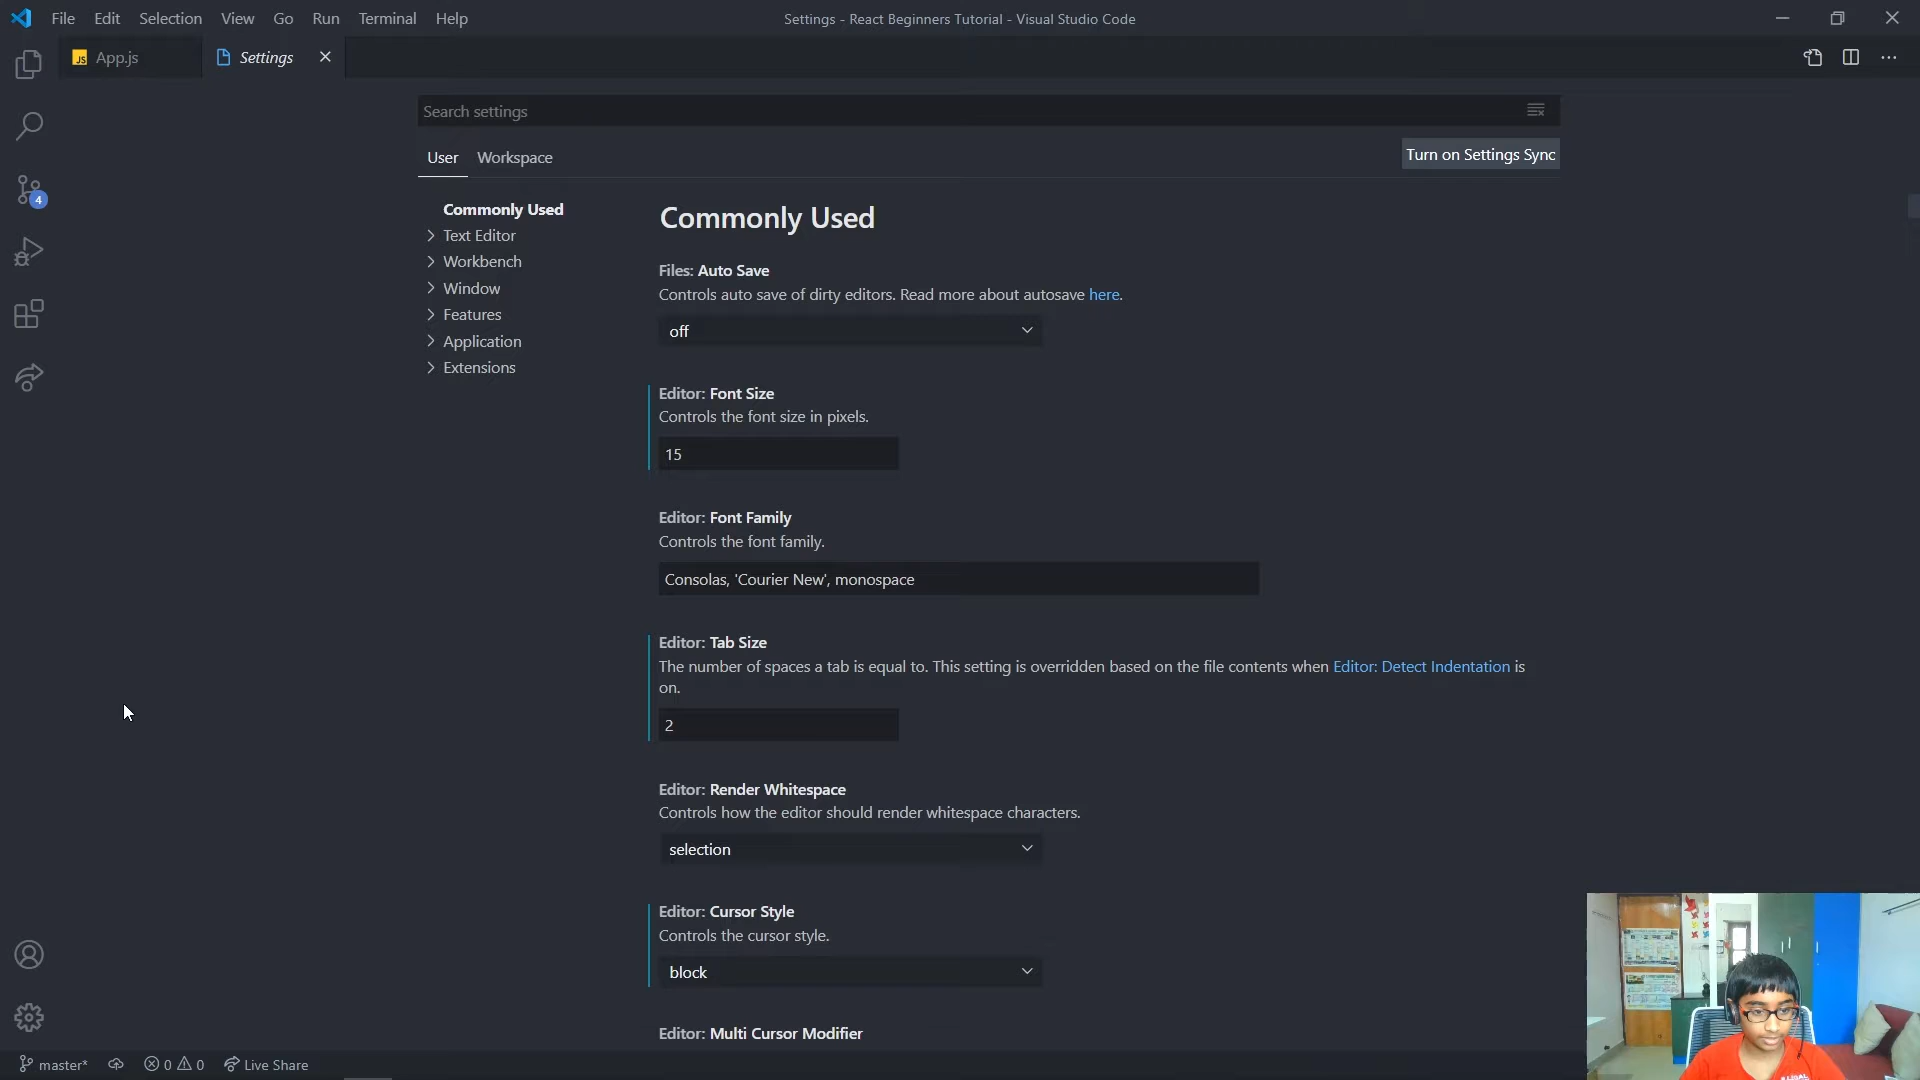 File Edit Selection View Go Run Terminal Help
Settings - React Beginners Tutorial - Visual Studio Code
JS App.js
Settings
Search settings
User Workspace
Turn on Settings Sync
Commonly Used
Text Editor
Workbench
Window
Features
Application
Extensions
Commonly Used
Files: Auto Save
Controls auto save of dirty editors. Read more about autosave here.
off
Editor: Font Size
Controls the font size in pixels.
15
Editor: Font Family
Controls the font family.
Consolas, 'Courier New', monospace
Editor: Tab Size
The number of spaces a tab is equal to. This setting is overridden based on the file contents when Editor: Detect Indentation is
on.
2
Editor: Render Whitespace
Controls how the editor should render whitespace characters.
selection
Editor: Cursor Style
Controls the cursor style.
block
Editor: Multi Cursor Modifier
4
master* 0 0 Live Share